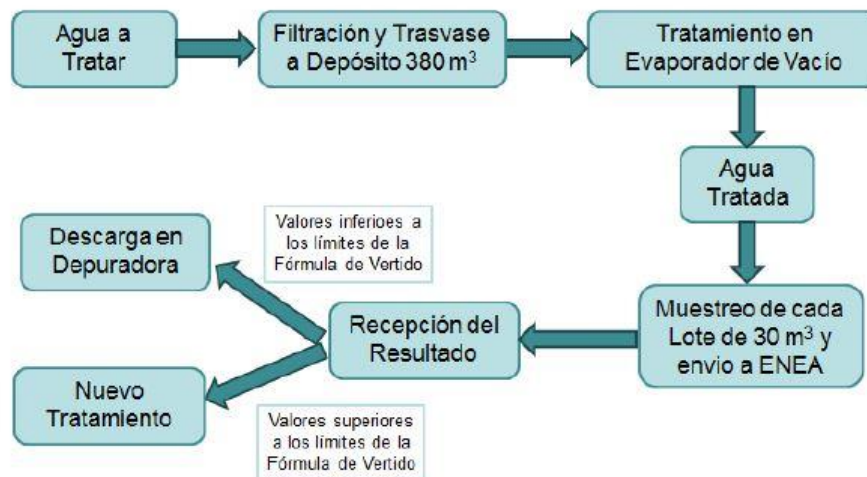 Agua a
Tratar
Filtración y Trasvase
a Depósito 380 m³
Tratamiento en
Evaporador de Vacío
Agua
Tratada
Muestreo de cada
Lote de 30 m³ y
envio a ENEA
Recepción del
Resultado
Valores inferioes a
los límites de la
Fórmula de Vertido
Descarga en
Depuradora
Nuevo
Tratamiento
Valores superiores
a los límites de la
Fórmula de Vertido